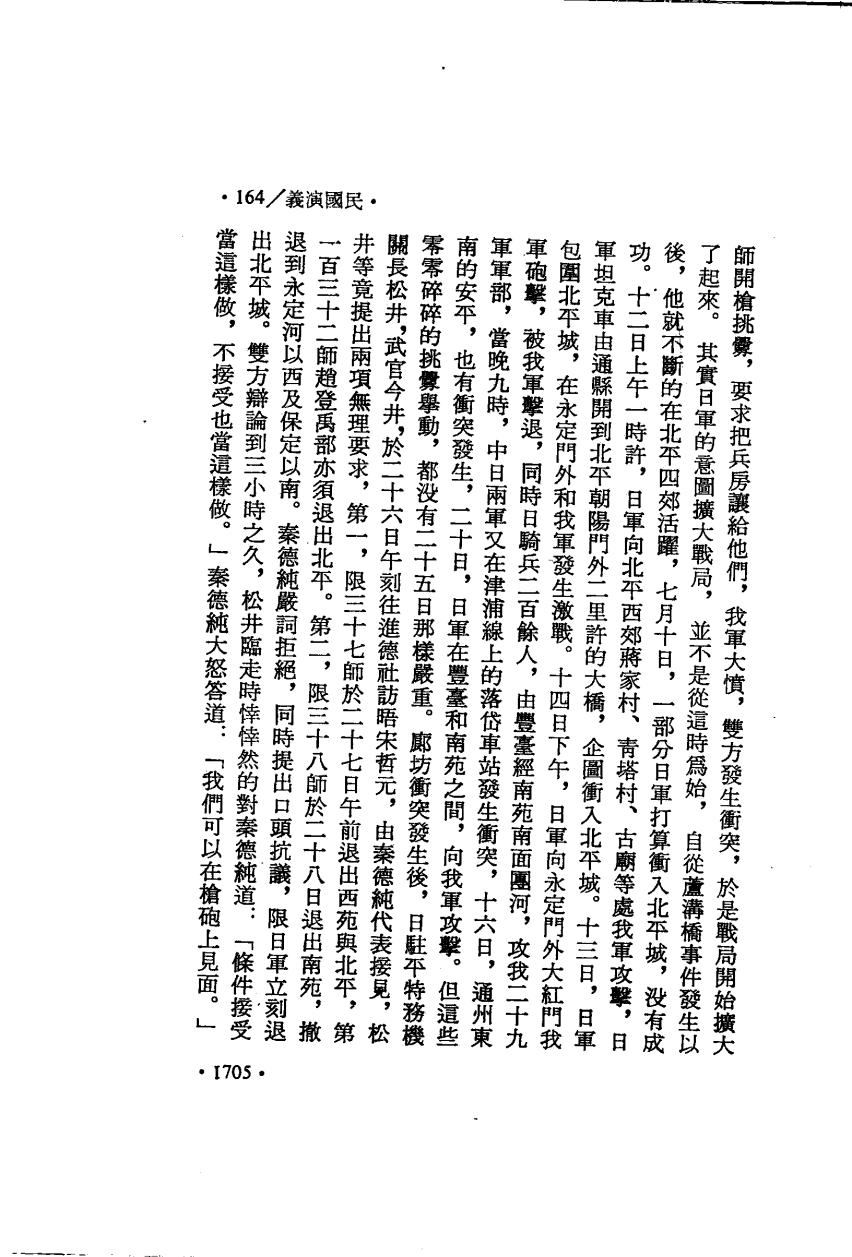 •164／義演國民•
師開槍挑釁，要求把兵房讓給他們，我軍大憤，雙方發生衝突，於是戰局開始擴大
了起來。其實日軍的意圖擴大戰局，並不是從這時爲始，自從蘆溝橋事件發生以
後，他就不斷的在北平四郊活躍，七月十日，一部分日軍打算衝入北平城，没有成
功。十二日上午一時許，日軍向北平西郊蔣家村、靑塔村、古廟等處我軍攻擊，日
軍坦克車由通縣開到北平朝陽門外二里許的大橋，企圖衝入北平城。十三日，日軍
包圍北平城，在永定門外和我軍發生激戰。十四日下午，日軍向永定門外大紅門我
軍砲擊，被我軍擊退，同時日騎兵二百餘人，由豐臺經南苑南面團河，攻我二十九
軍軍部，當晚九時，中日兩軍又在津浦線上的落岱車站發生衝突，十六日，通州東
南的安平，也有衝突發生，二十日，日軍在豐臺和南苑之間，向我軍攻擊。但這些
零零碎碎的挑釁舉動，都没有二十五日那樣嚴重。廊坊衝突發生後，日駐平特務機
關長松井，武官今井，於二十六日午刻往進德社訪晤宋哲元，由秦德純代表接見，松
井等竟提出兩項無理要求，第一，限三十七師於二十七日午前退出西苑與北平，第
一百三十二師趙登禹部亦須退出北平。第二，限三十八師於二十八日退出南苑，撤
退到永定河以西及保定以南。秦德純嚴詞拒絕，同時提出口頭抗議，限日軍立刻退
出北平城。雙方辯論到三小時之久，松井臨走時悻悻然的對秦德純道：「條件接受
當這樣做，不接受也當這樣做。」秦德純大怒答道：「我們可以在槍砲上見面。」
•1705•